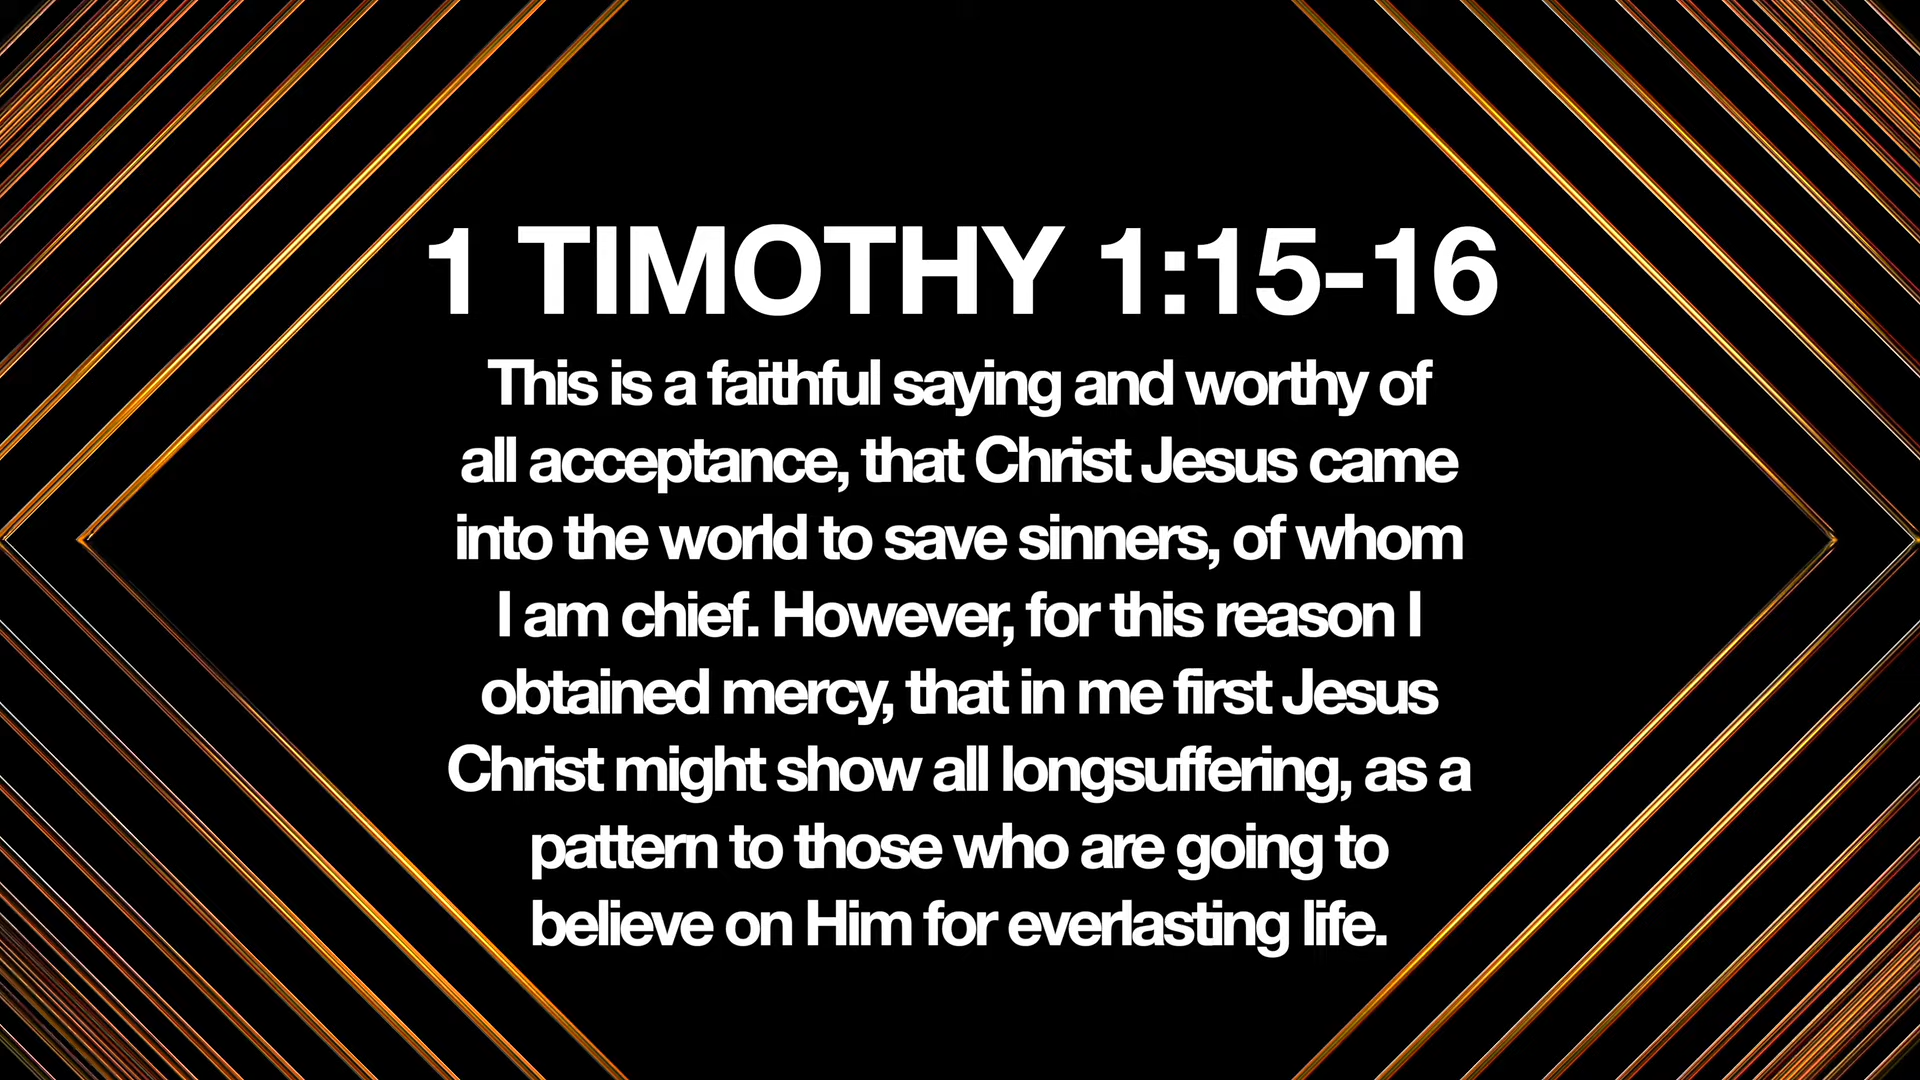 1 TIMOTHY 1:15-16
This is a faithful saying and worthy of
all acceptance, that Christ Jesus came
into the world to save sinners, of whom
I am chief. However, for this reason I
obtained mercy, that in me first Jesus
Christ might show all longsuffering, as a
pattern to those who are going to
believe on Him for everlasting life.